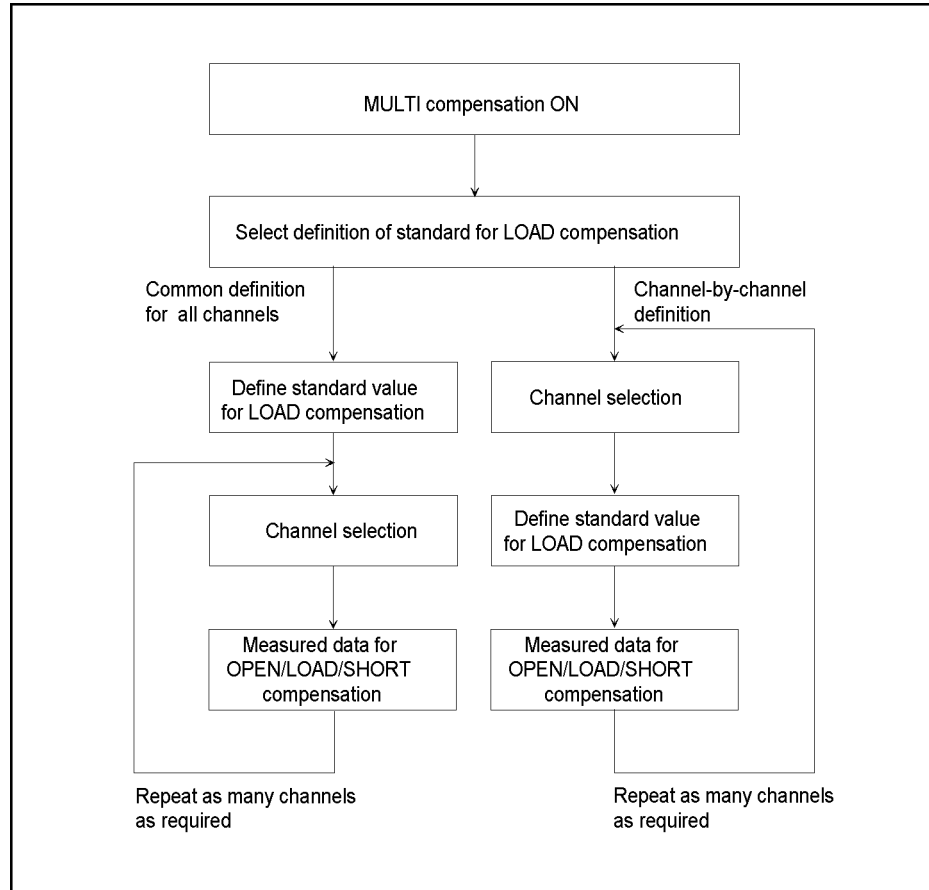 MULTI compensation ON
Select definition of standard for LOAD compensation
Common definition
for all channels
Channel-by-channel
definition
Define standard value
for LOAD compensation
Channel selection
Channel selection
Define standard value
for LOAD compensation
Measured data for
OPEN/LOAD/SHORT
compensation
Measured data for
OPEN/LOAD/SHORT
compensation
Repeat as many channels
as required
Repeat as many channels
as required